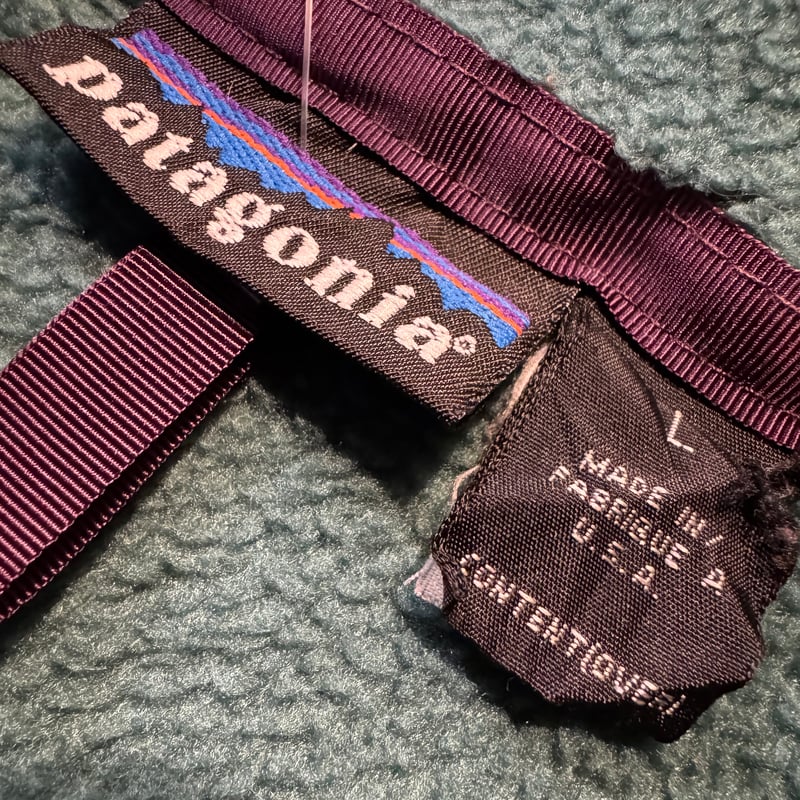 patagonia®
L
MADE IN/
FABRIQUE A
U.S.A.
CONTENT(OVER)